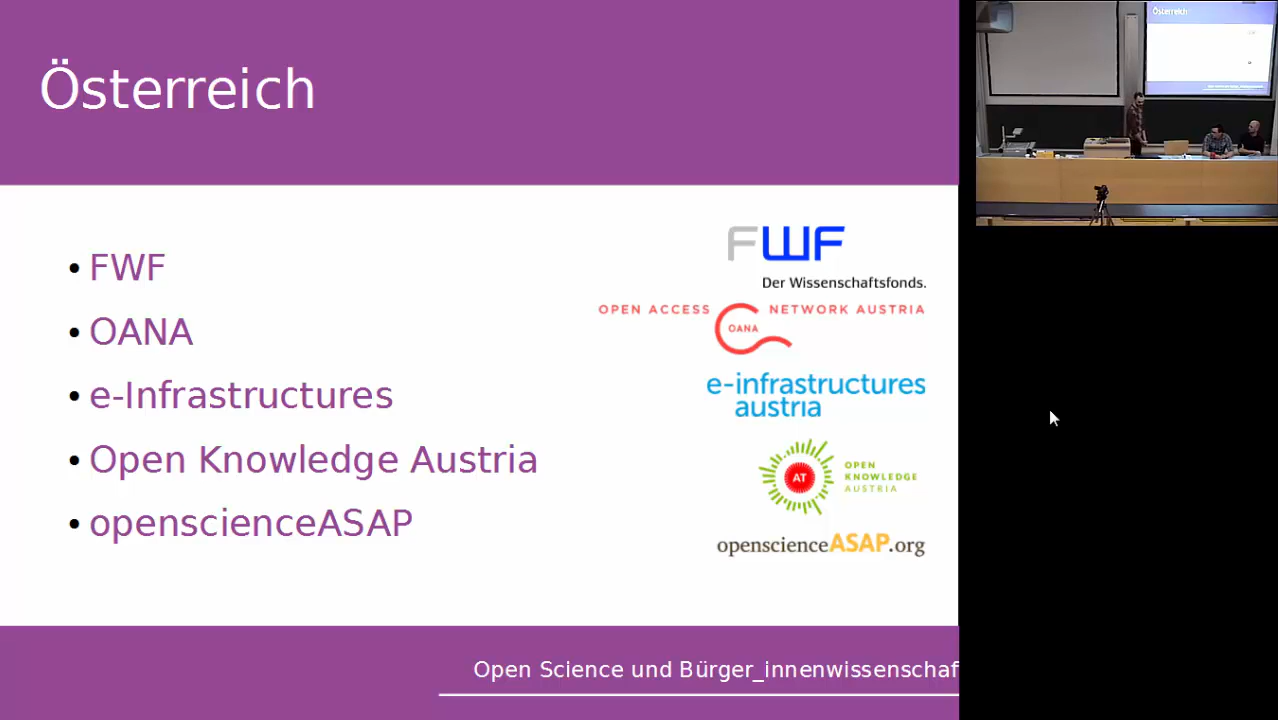 Österreich
• FWF
• OANA
• e-Infrastructures
• Open Knowledge Austria
• openscienceASAP
FWF
Der Wissenschaftsfonds.
OPEN ACCESS NETWORK AUSTRIA
OANA
e-infrastructures
austria
AT
OPEN
KNOWLEDGE
AUSTRIA
openscienceASAP.org
Open Science und Bürger_innenwissenschaf
Österreich